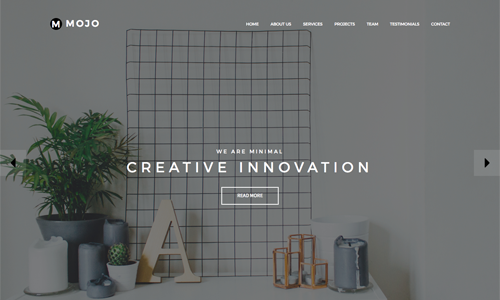 M MOJO
HOME ABOUT US SERVICES PROJECTS TEAM TESTIMONIALS CONTACT
WE ARE MINIMAL
CREATIVE INNOVATION
READ MORE
A